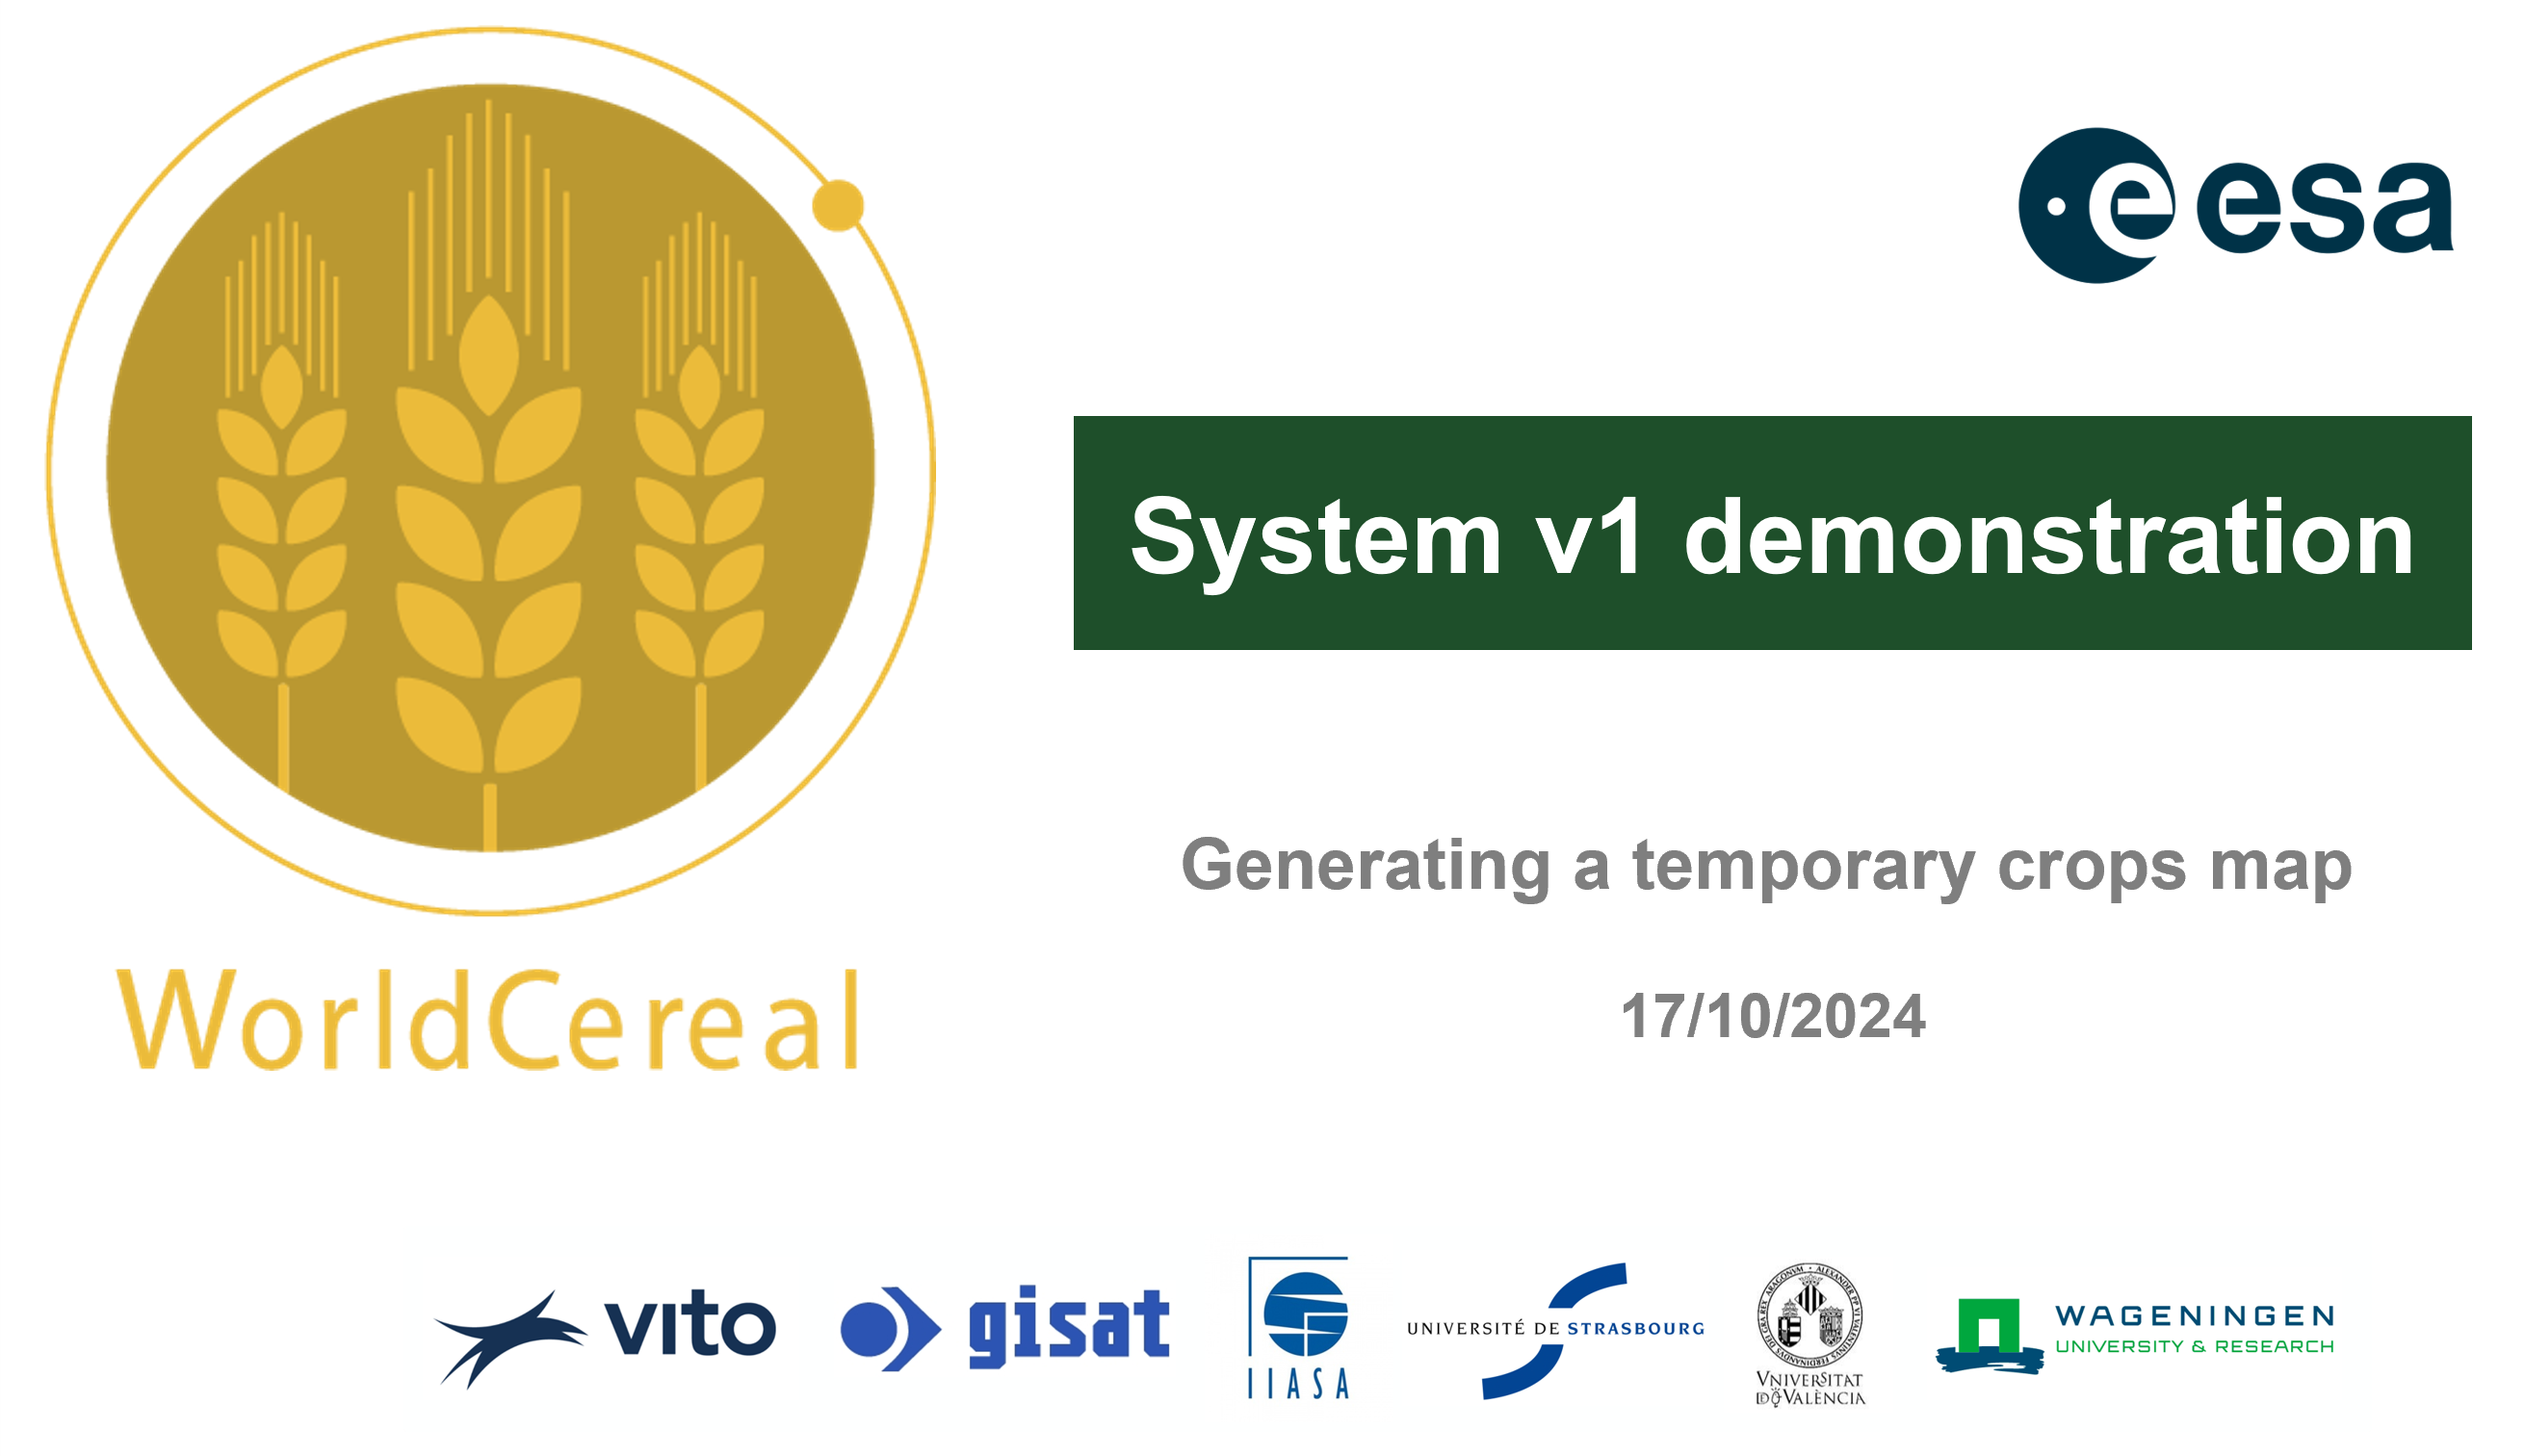 esa
System v1 demonstration
Generating a temporary crops map
17/10/2024
WorldCereal
vito
gisat
IIASA
UNIVERSITÉ DE STRASBOURG
VNIVERSITAT
DE VALÈNCIA
WAGENINGEN
UNIVERSITY & RESEARCH